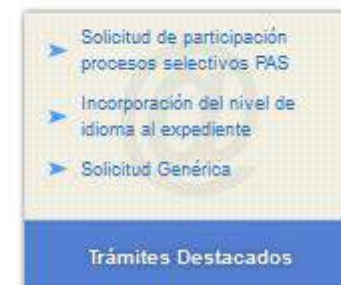 Solicitud de participación
procesos selectivos PAS
Incorporación del nivel de
idioma al expediente
Solicitud Genérica
Trámites Destacados